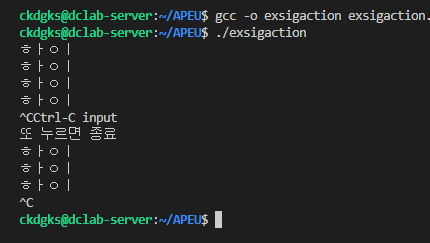 ckdgks@dclab-server:~/APEU$ gcc -o exsigaction exsigaction.
ckdgks@dclab-server:~/APEU$ ./exsigaction
ㅎㅏㅇㅣ
ㅎㅏㅇㅣ
ㅎㅏㅇㅣ
ㅎㅏㅇㅣ
^CCtrl-C input
또 누르면 종료
ㅎㅏㅇㅣ
ㅎㅏㅇㅣ
ㅎㅏㅇㅣ
^C
ckdgks@dclab-server:~/APEU$